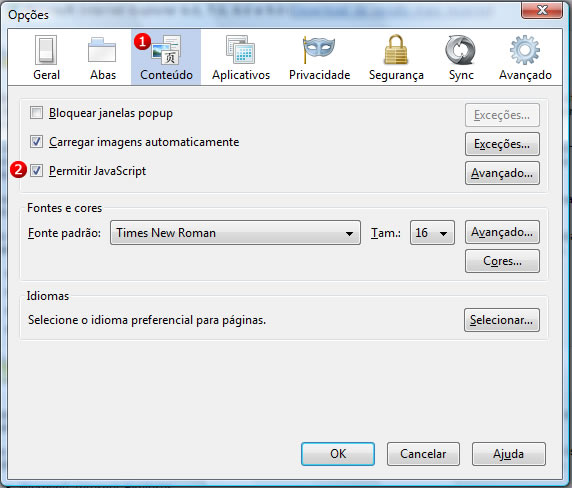 Opções
1
Geral Abas Conteúdo Aplicativos Privacidade Segurança Sync Avançado
Bloquear janelas popup Exceções...
Carregar imagens automaticamente Exceções...
2 Permitir JavaScript Avançado...
Fontes e cores
Fonte padrão: Times New Roman Tam.: 16 Avançado...
Cores...
Idiomas
Selecione o idioma preferencial para páginas. Selecionar...
OK Cancelar Ajuda